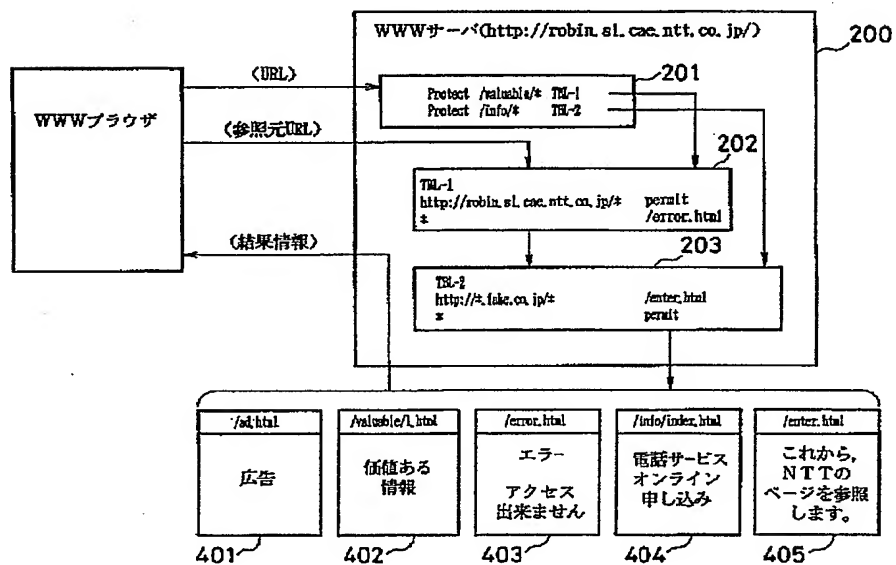 WWWサーバ(http://robin.sl.cae.ntt.co.jp/)
200
(URL)
201
Protect /valuable/* TBL-1
Protect /info/* TBL-2
WWWブラウザ
(参照元URL)
202
TBL-1
http://robin.sl.cae.ntt.co.jp/* permit
* /error.html
(結果情報)
203
TBL-2
http://*.fake.co.jp/* /enter.html
* permit
/ad.html
広告
401
/valuable/1.html
価値ある
情報
402
/error.html
エラー
アクセス
出来ません
403
/info/index.html
電話サービス
オンライン
申し込み
404
/enter.html
これから,
NTTの
ページを参照
します。
405